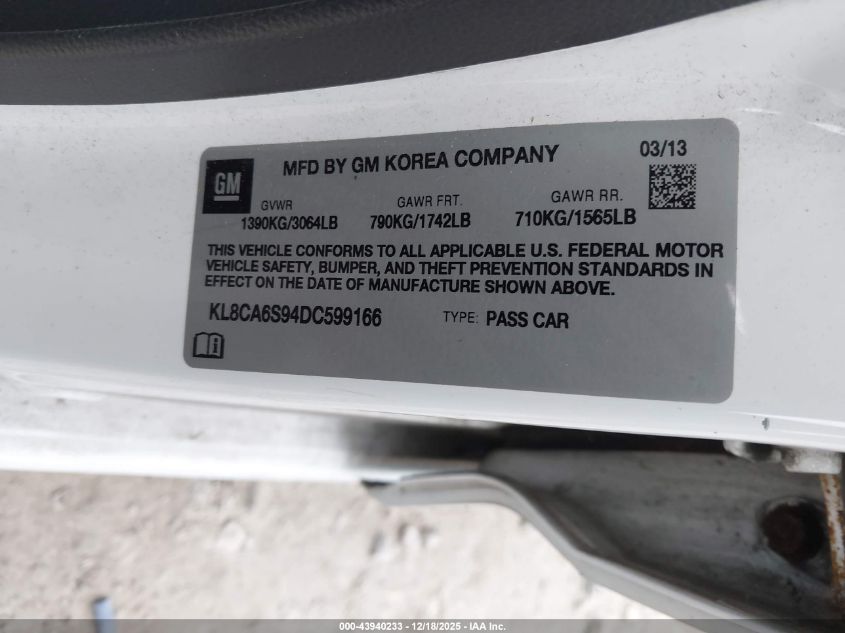 MFD BY GM KOREA COMPANY 03/13
GM
GVWR GAWR FRT. GAWR RR.
1390KG/3064LB 790KG/1742LB 710KG/1565LB
THIS VEHICLE CONFORMS TO ALL APPLICABLE U.S. FEDERAL MOTOR
VEHICLE SAFETY, BUMPER, AND THEFT PREVENTION STANDARDS IN
EFFECT ON THE DATE OF MANUFACTURE SHOWN ABOVE.
KL8CA6S94DC599166 TYPE: PASS CAR
000-43940233 - 12/18/2025 - IAA Inc.